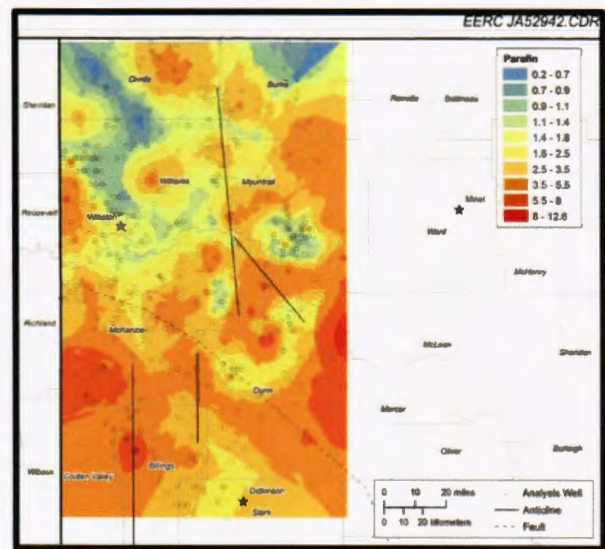 EERC JA52942.CDR
Parafin
0.2 - 0.7
0.7 - 0.9
0.9 - 1.1
1.1 - 1.4
1.4 - 1.8
1.8 - 2.5
2.5 - 3.5
3.5 - 5.5
5.5 - 8
8 - 12.6
Divide
Burke
Renville
Bottineau
Sheridan
Williams
Mountrail
Minot
Roosevelt
Williston
Ward
McHenry
Richland
McKenzie
McLean
Sheridan
Dunn
Mercer
Oliver
Burleigh
Wibaux
Golden Valley
Billings
Dickinson
Stark
0 10 20 miles
0 10 20 kilometers
Analysis Well
Anticline
Fault